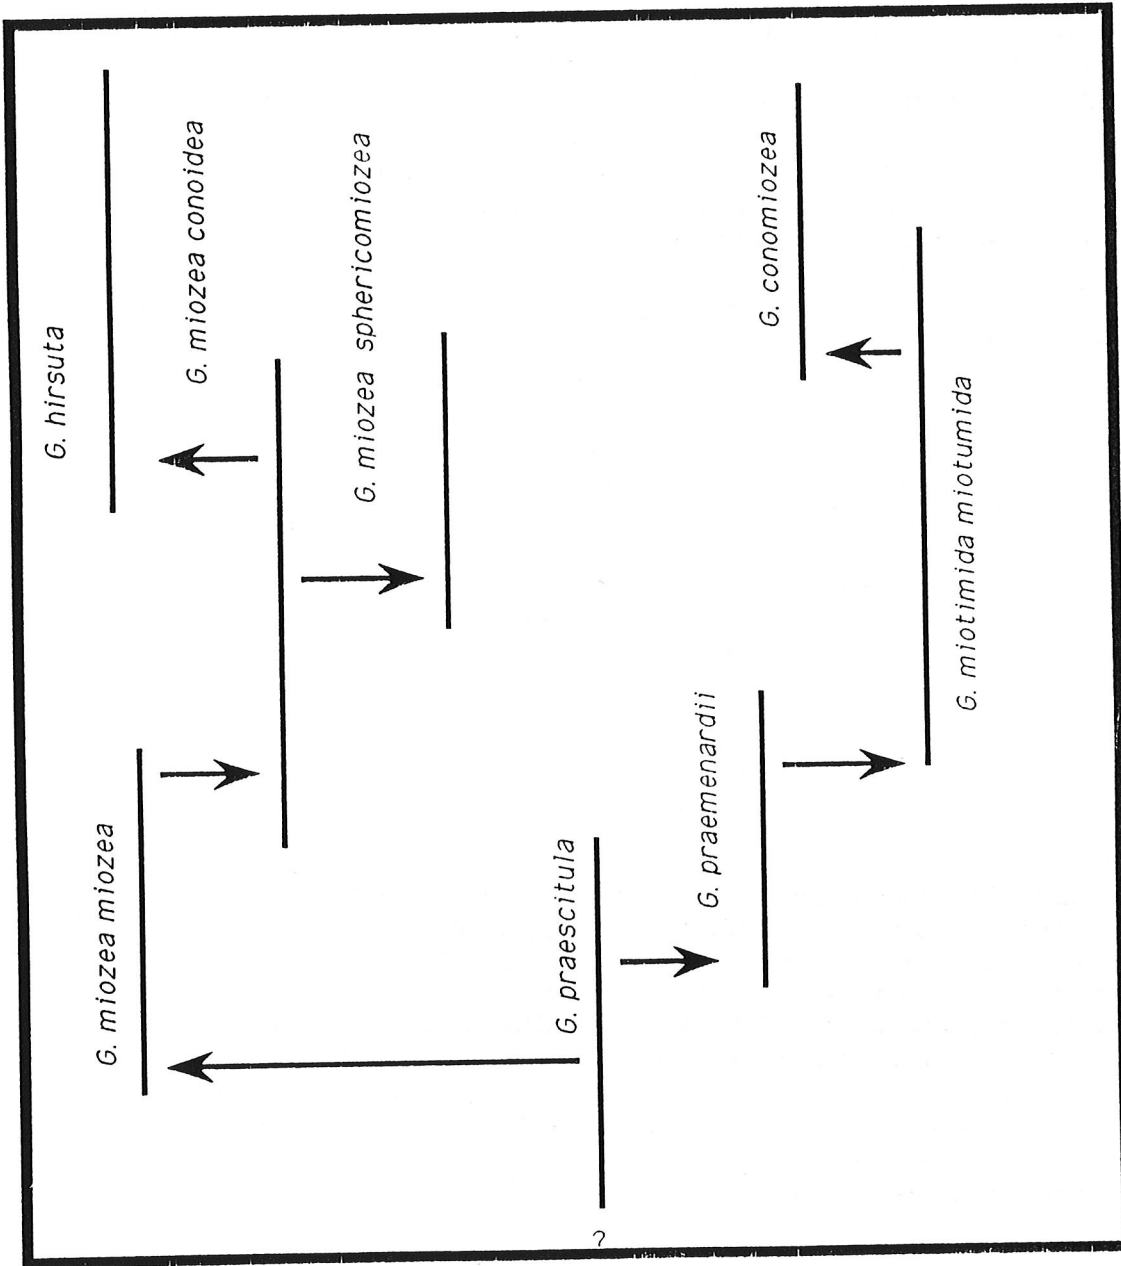 G. hirsuta
G. miozea conoidea
G. miozea sphericomiozea
G. conomiozea
G. miotimida miotumida
G. praemenardii
G. miozea miozea
G. praescitula
?